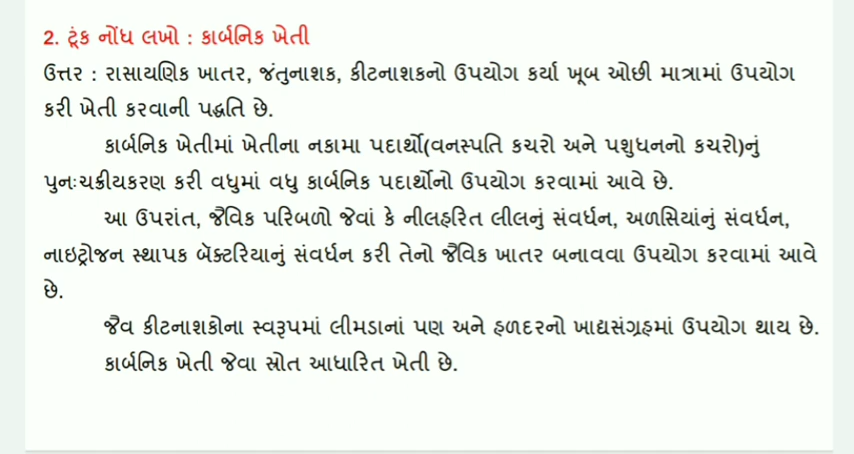 2. ટૂંક નોંધ લખો : કાર્બનિક ખેતી
ઉત્તર : રાસાયણિક ખાતર, જંતુનાશક, કીટનાશકનો ઉપયોગ કર્યા ખૂબ ઓછી માત્રામાં ઉપયોગ
કરી ખેતી કરવાની પદ્ધતિ છે.
કાર્બનિક ખેતીમાં ખેતીના નકામા પદાર્થો(વનસ્પતિ કચરો અને પશુધનનો કચરો)નું
પુનઃચક્રીયકરણ કરી વધુમાં વધુ કાર્બનિક પદાર્થોનો ઉપયોગ કરવામાં આવે છે.
આ ઉપરાંત, જૈવિક પરિબળો જેવાં કે નીલહરિત લીલનું સંવર્ધન, અળસિયાંનું સંવર્ધન,
નાઇટ્રોજન સ્થાપક બૅક્ટરિયાનું સંવર્ધન કરી તેનો જૈવિક ખાતર બનાવવા ઉપયોગ કરવામાં આવે
છે.
જૈવ કીટનાશકોના સ્વરૂપમાં લીમડાનાં પણ અને હળદરનો ખાદ્યસંગ્રહમાં ઉપયોગ થાય છે.
કાર્બનિક ખેતી જેવા સ્રોત આધારિત ખેતી છે.